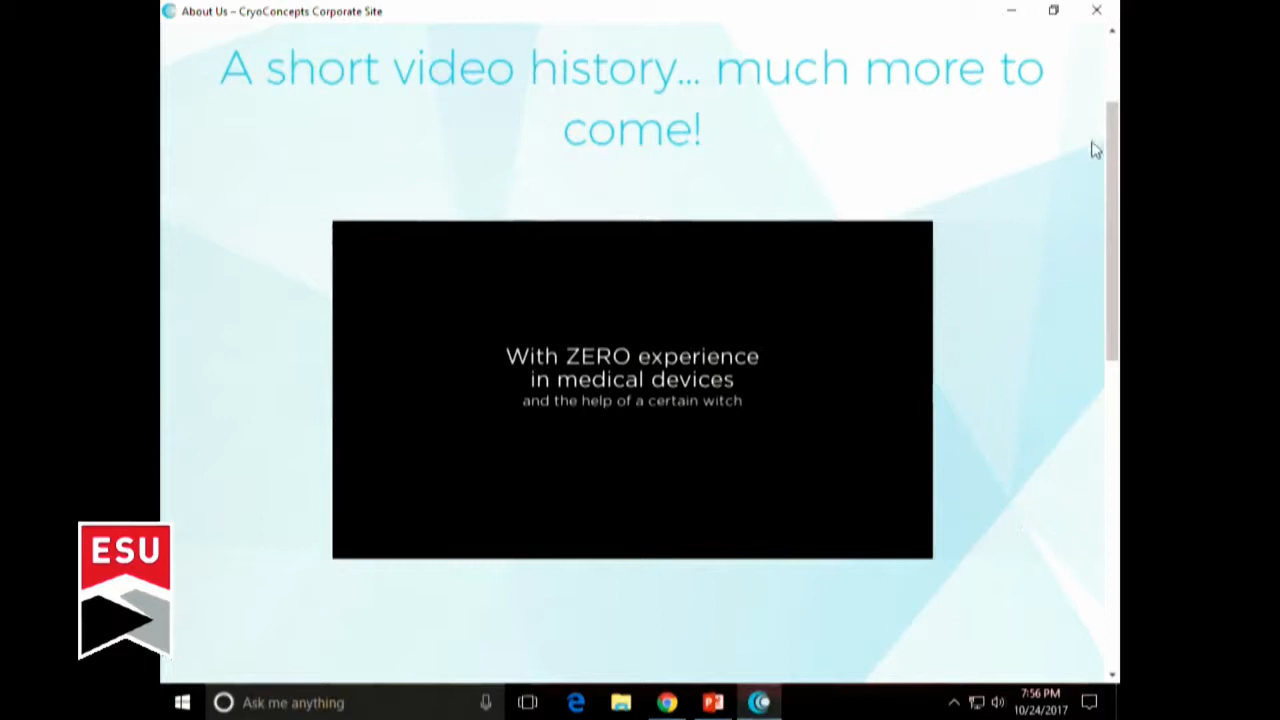 About Us – CryoConcepts Corporate Site
A short video history... much more to
come!
With ZERO experience
in medical devices
and the help of a certain witch
ESU
Ask me anything
7:56 PM
10/24/2017